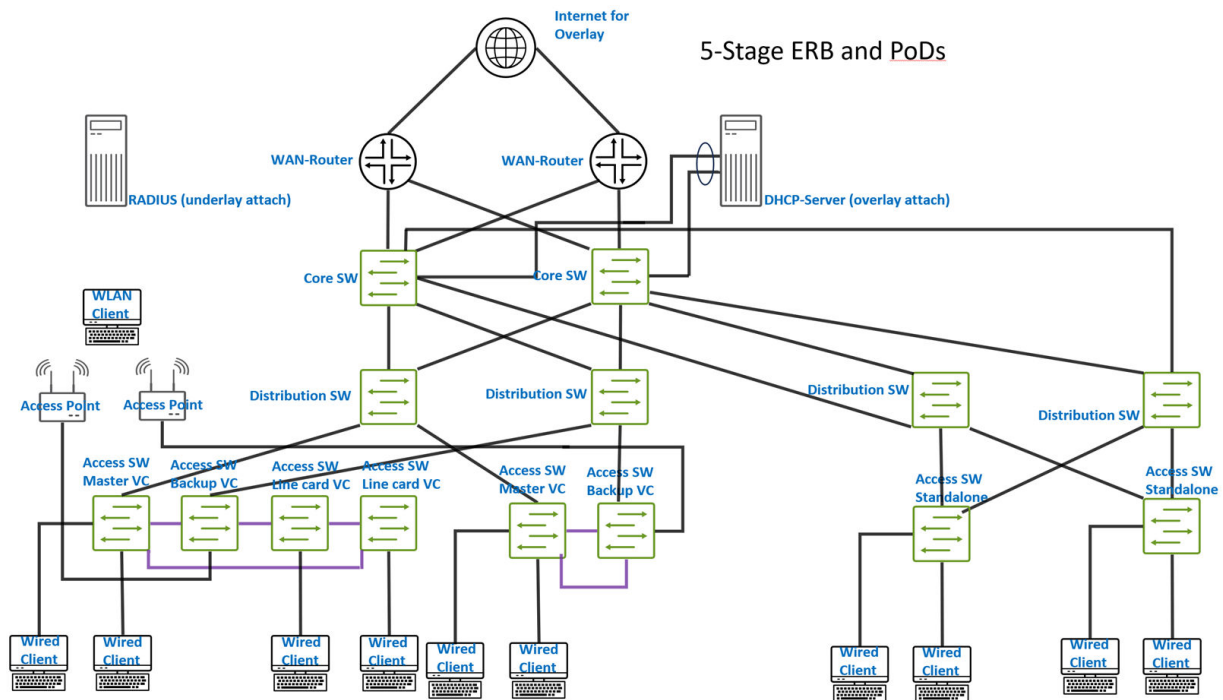 Internet for
Overlay
5-Stage ERB and PoDs
WAN-Router
WAN-Router
RADIUS (underlay attach)
DHCP-Server (overlay attach)
Core SW
Core SW
WLAN
Client
Access Point
Access Point
Distribution SW
Distribution SW
Distribution SW
Distribution SW
Access SW
Master VC
Access SW
Backup VC
Access SW
Line card VC
Access SW
Line card VC
Access SW
Master VC
Access SW
Backup VC
Access SW
Standalone
Access SW
Standalone
Wired
Client
Wired
Client
Wired
Client
Wired
Client
Wired
Client
Wired
Client
Wired
Client
Wired
Client
Wired
Client
Wired
Client